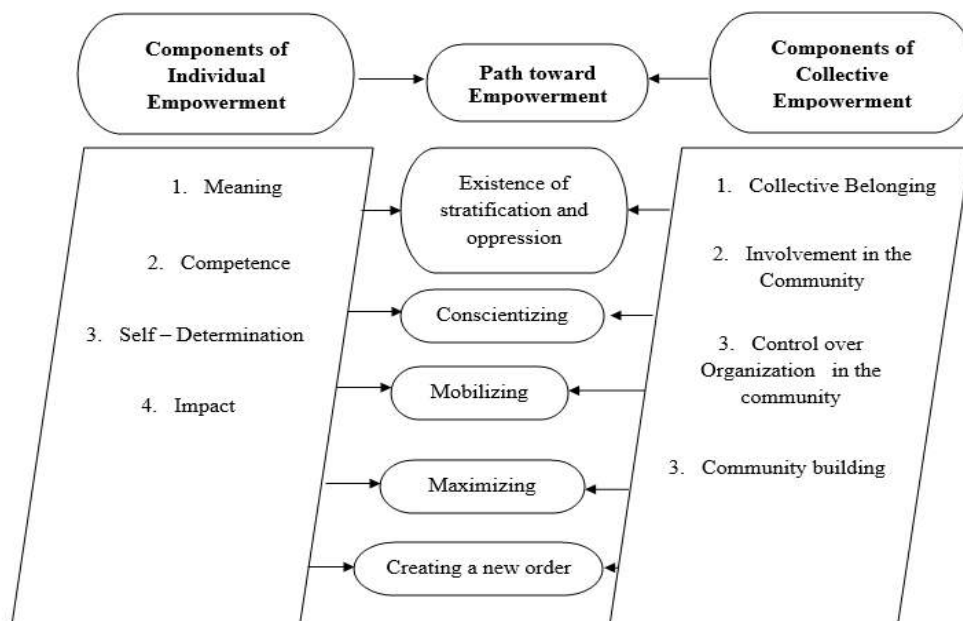 Components of
Individual
Empowerment
Path toward
Empowerment
Components of
Collective
Empowerment
1. Meaning
2. Competence
3. Self – Determination
4. Impact
Existence of
stratification and
oppression
Conscientizing
Mobilizing
Maximizing
Creating a new order
1. Collective Belonging
2. Involvement in the
Community
3. Control over
Organization in the
community
3. Community building